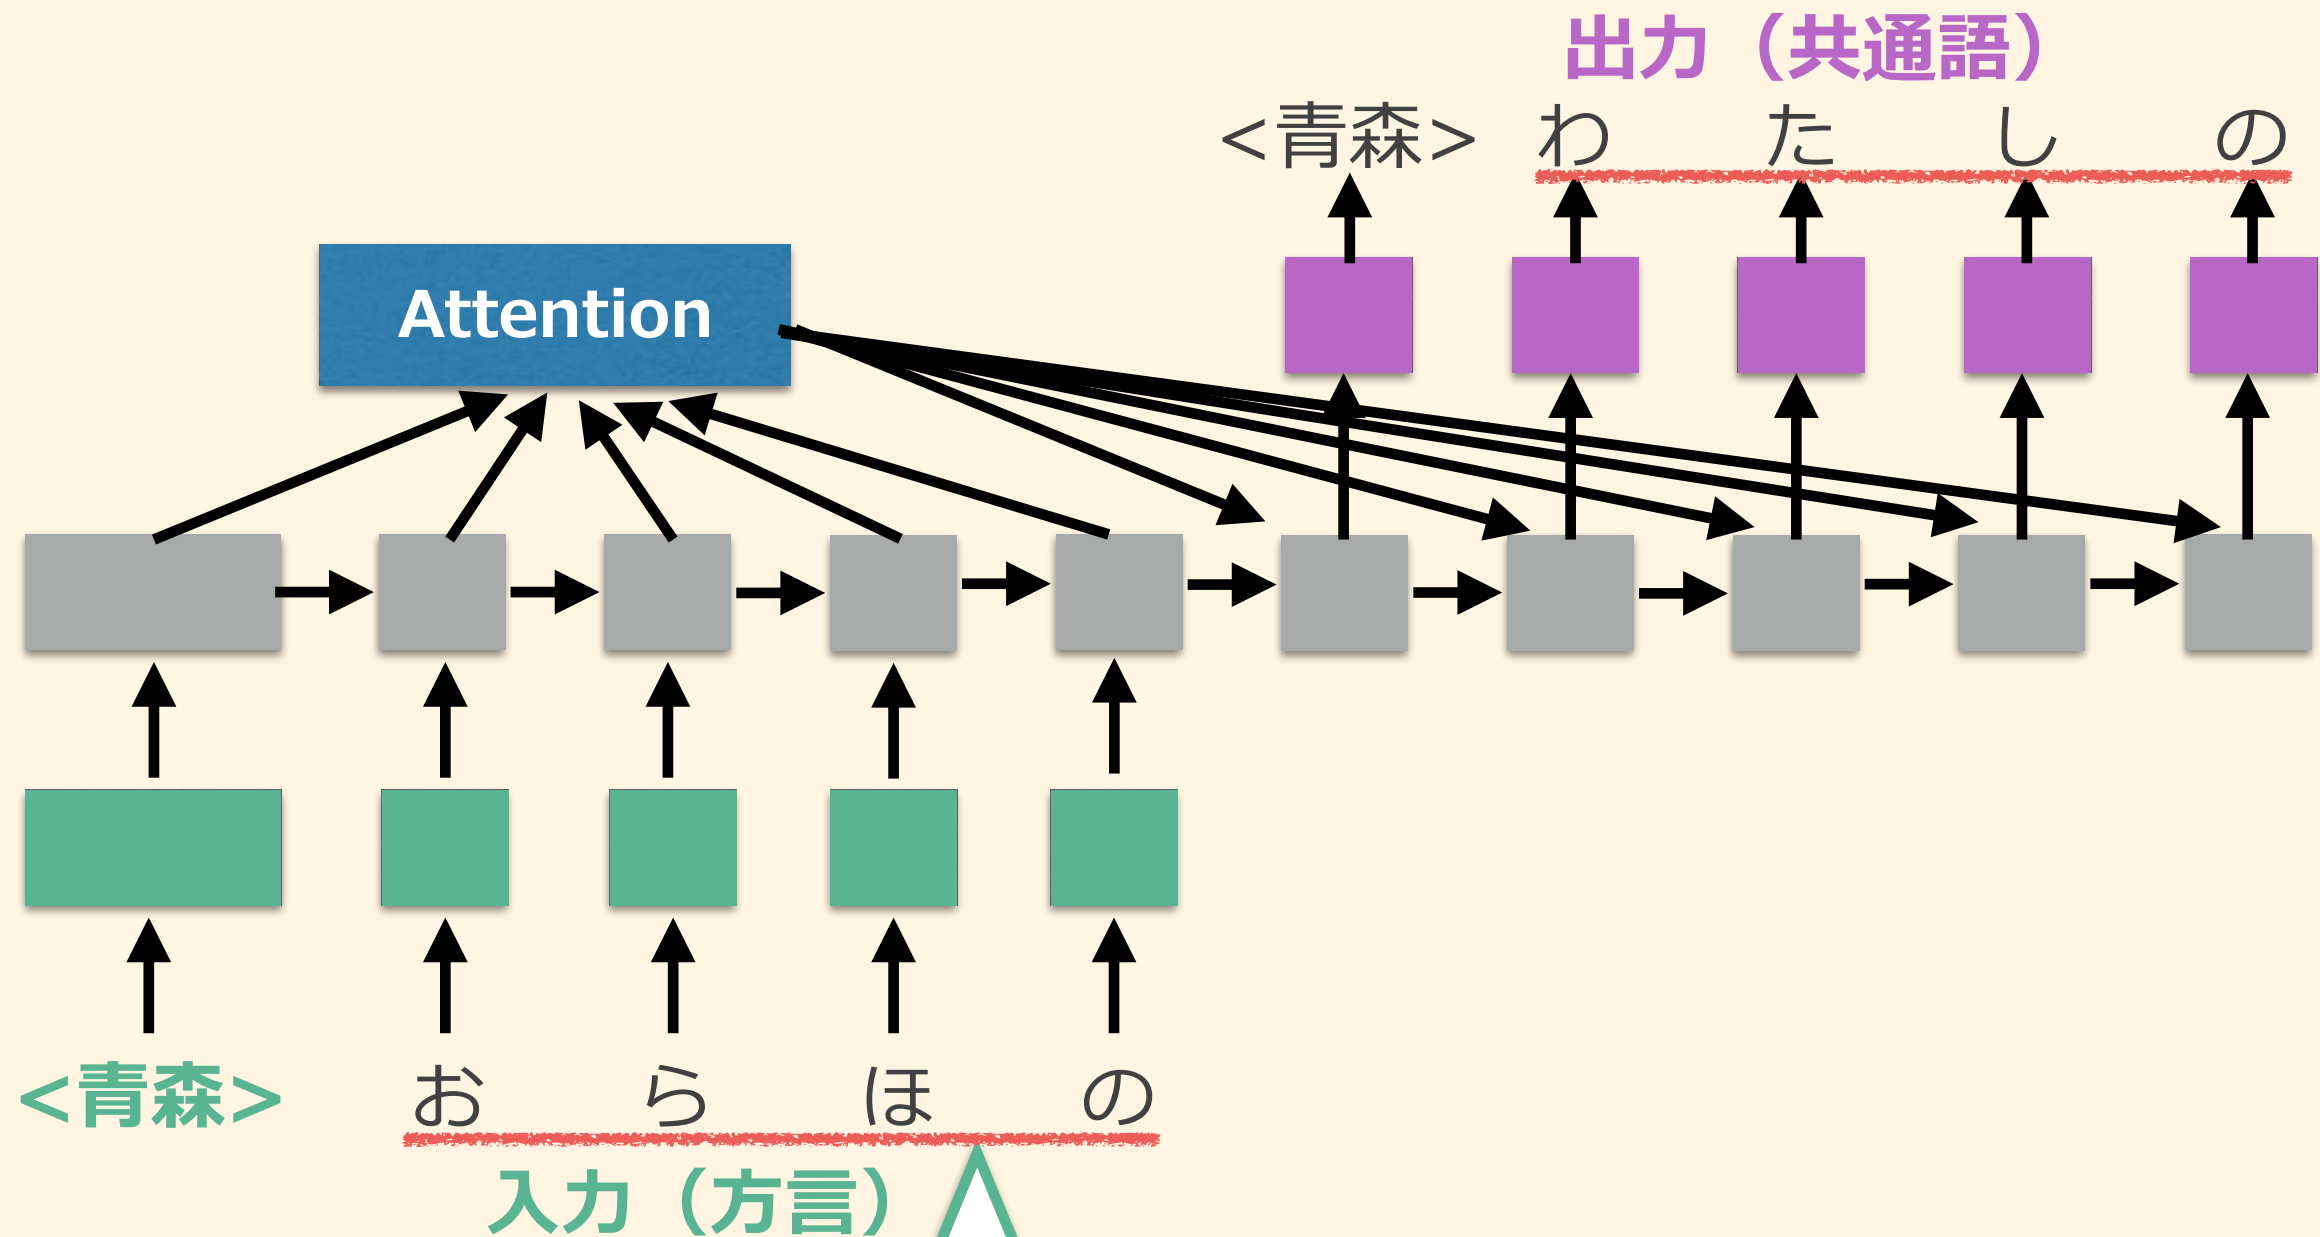 出力（共通語）
<青森> わ た し の
Attention
<青森> お ら ほ の
入力（方言）